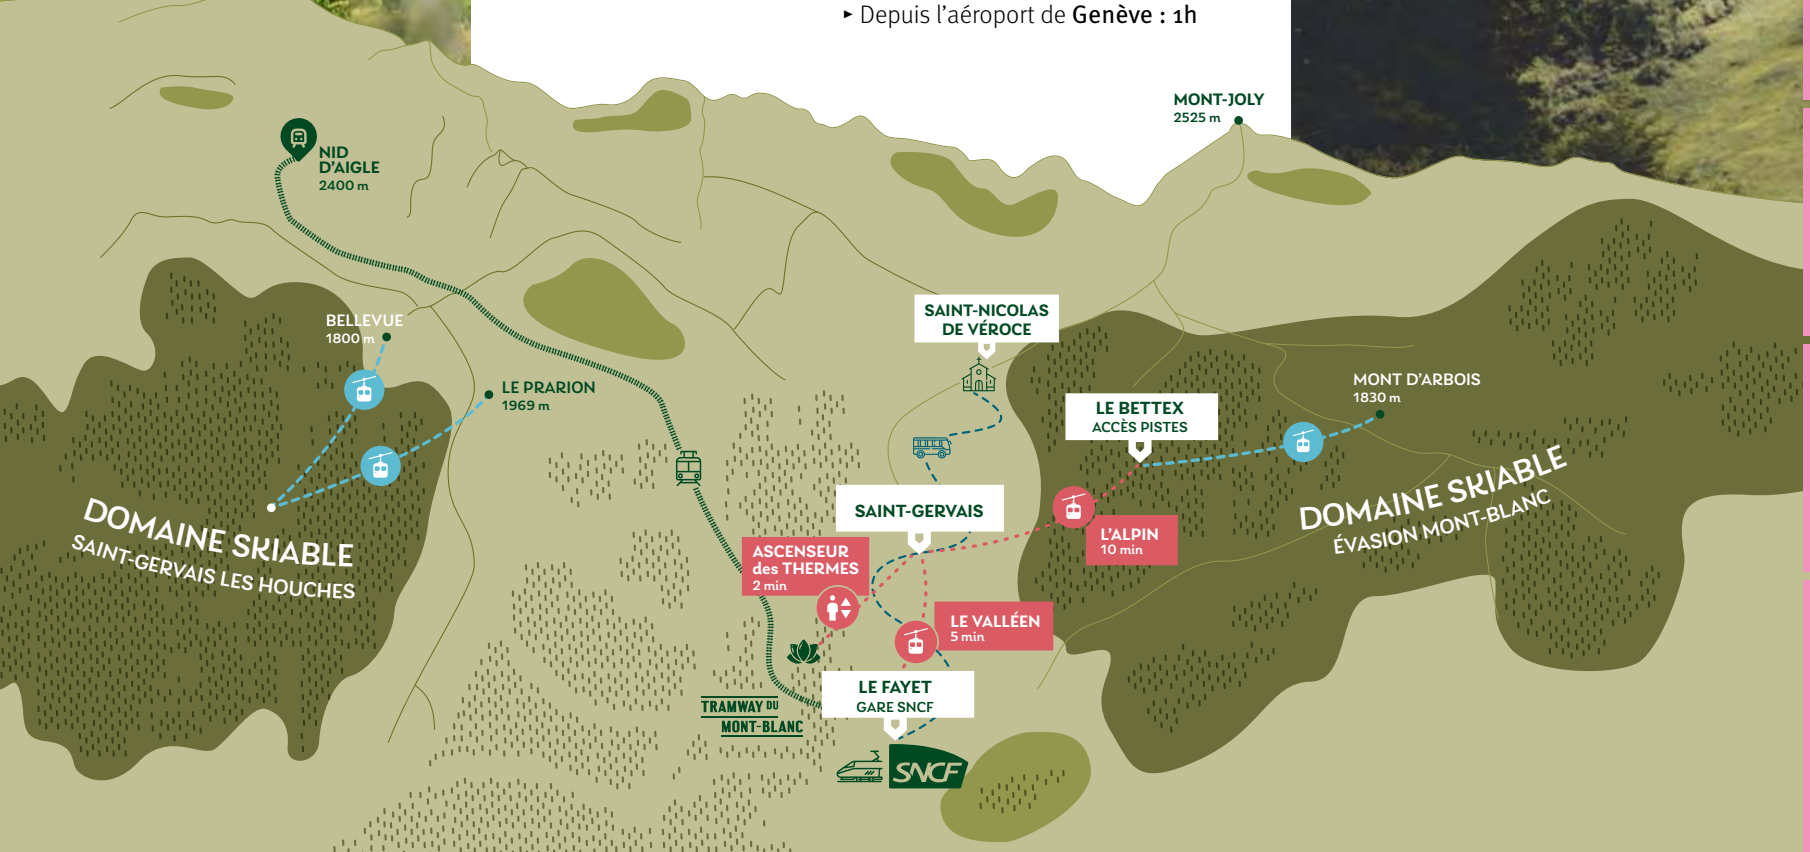 ▸ Depuis l’aéroport de Genève : 1h
MONT-JOLY
2525 m
NID
D’AIGLE
2400 m
BELLEVUE
1800 m
LE PRARION
1969 m
SAINT-NICOLAS
DE VÉROCE
MONT D’ARBOIS
1830 m
LE BETTEX
ACCÈS PISTES
SAINT-GERVAIS
DOMAINE SKIABLE
ÉVASION MONT-BLANC
DOMAINE SKIABLE
SAINT-GERVAIS LES HOUCHES
L’ALPIN
10 min
ASCENSEUR
des THERMES
2 min
LE VALLÉEN
5 min
LE FAYET
GARE SNCF
TRAMWAY DU
MONT-BLANC
SNCF